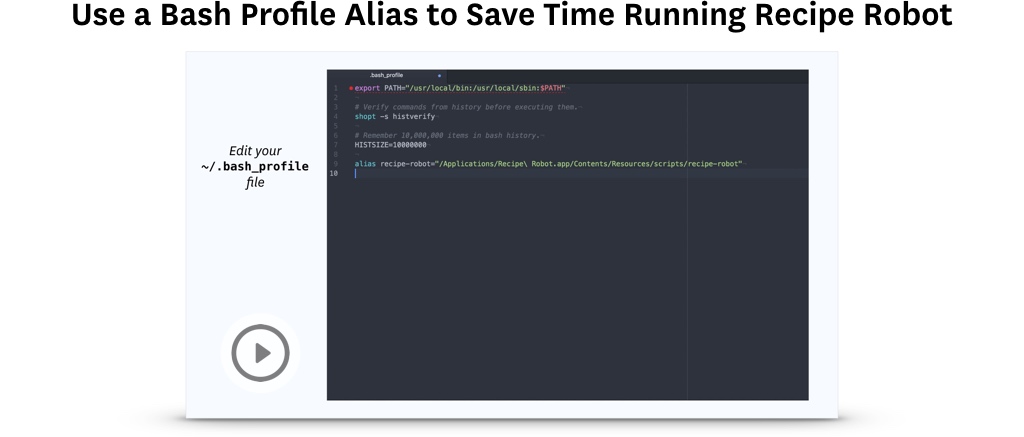 Use a Bash Profile Alias to Save Time Running Recipe Robot
.bash_profile
Edit your
~/.bash_profile
file
1 export PATH="/usr/local/bin:/usr/local/sbin:$PATH"
2
3 # Verify commands from history before executing them.
4 shopt -s histverify
5
6 # Remember 10,000,000 items in bash history.
7 HISTSIZE=10000000
8
9 alias recipe-robot="/Applications/Recipe\ Robot.app/Contents/Resources/scripts/recipe-robot"
10